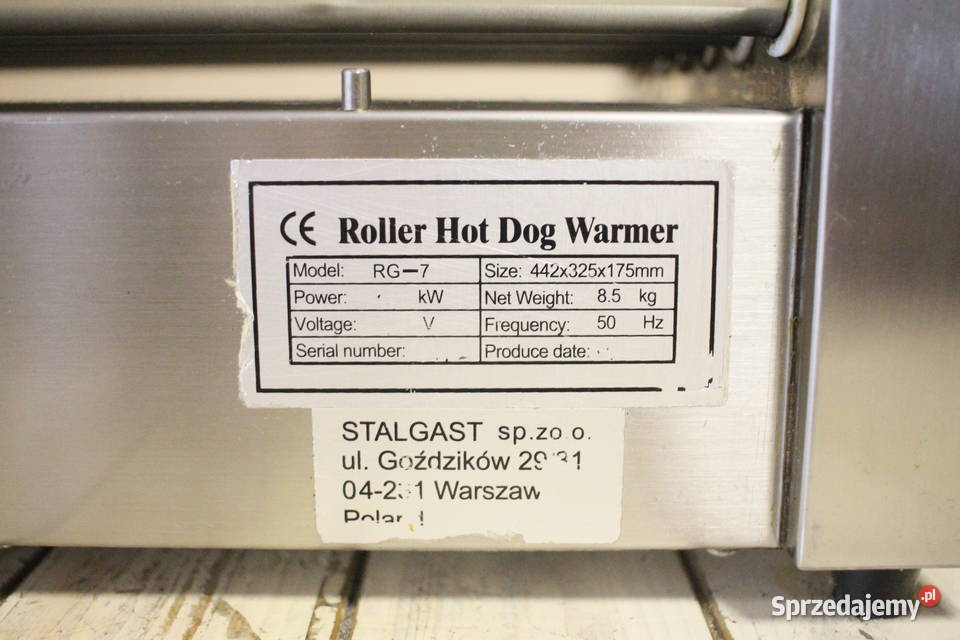 CE Roller Hot Dog Warmer
Model: RG-7 Size: 442x325x175mm
Power: kW Net Weight: 8.5 kg
Voltage: V Frequency: 50 Hz
Serial number: Produce date:
STALGAST sp.zo.o.
ul. Goździków
Warszaw
Sprzedajemy.pl